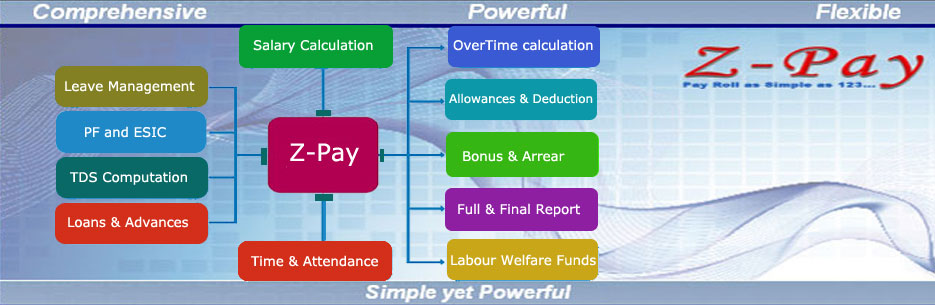 Comprehensive Powerful Flexible
Salary Calculation
OverTime calculation
Z-Pay
Pay Roll as Simple as 123...
Leave Management
Allowances & Deduction
PF and ESIC
Z-Pay
Bonus & Arrear
TDS Computation
Loans & Advances
Full & Final Report
Time & Attendance
Labour Welfare Funds
Simple yet Powerful